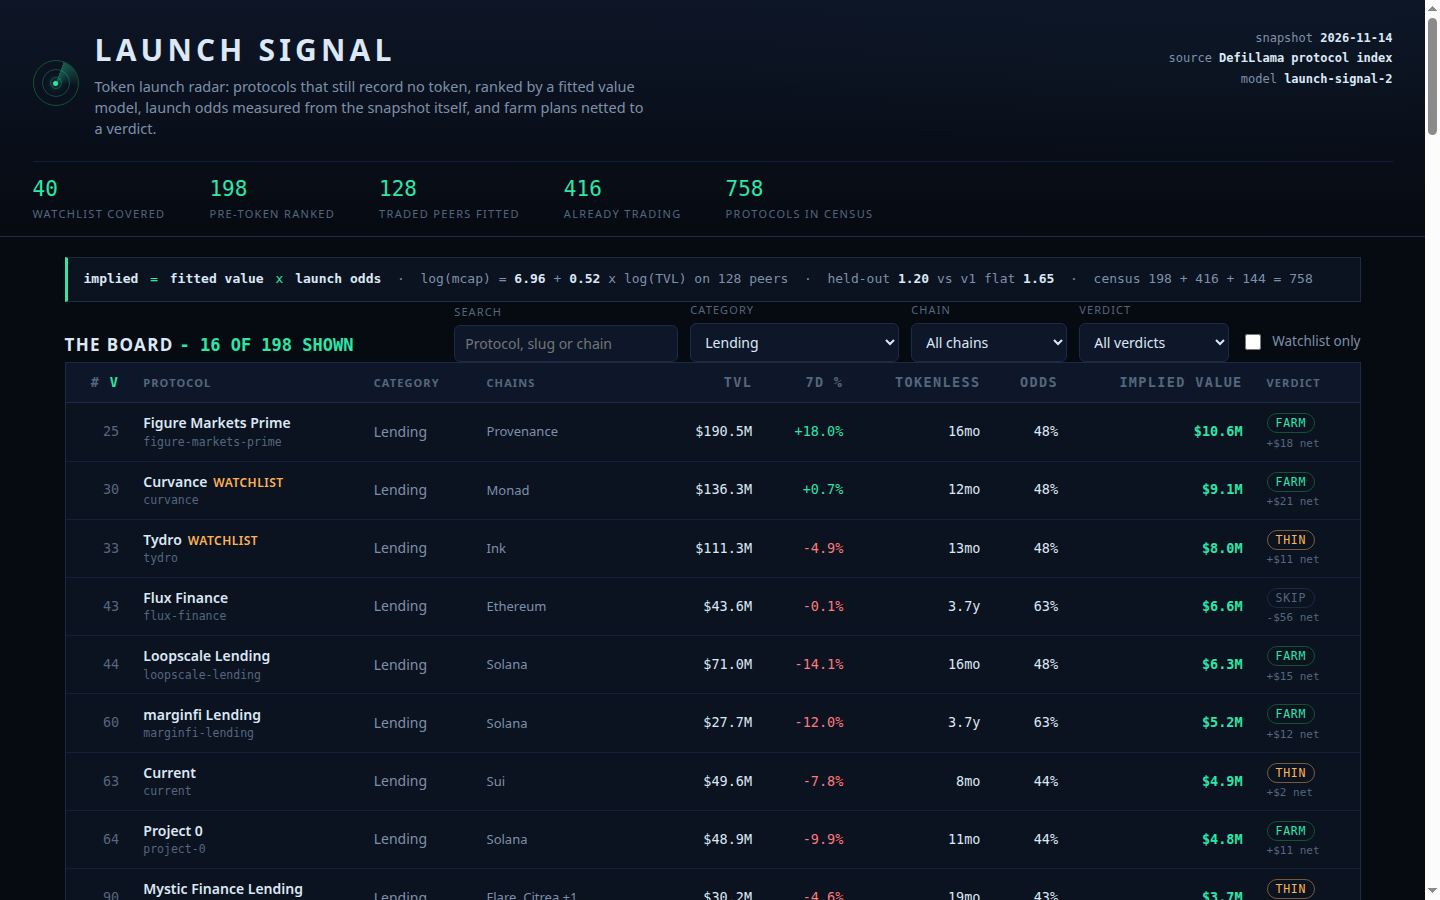 LAUNCH SIGNAL
Token launch radar: protocols that still record no token, ranked by a fitted value
model, launch odds measured from the snapshot itself, and farm plans netted to
a verdict.
snapshot 2026-11-14
source DefiLlama protocol index
model launch-signal-2
40 198 128 416 758
WATCHLIST COVERED PRE-TOKEN RANKED TRADED PEERS FITTED ALREADY TRADING PROTOCOLS IN CENSUS
implied = fitted value x launch odds · log(mcap) = 6.96 + 0.52 x log(TVL) on 128 peers · held-out 1.20 vs v1 flat 1.65 · census 198 + 416 + 144 = 758
SEARCH CATEGORY CHAIN VERDICT
THE BOARD - 16 OF 198 SHOWN Protocol, slug or chain Lending All chains All verdicts Watchlist only
# V PROTOCOL CATEGORY CHAINS TVL 7D % TOKENLESS ODDS IMPLIED VALUE VERDICT
25 Figure Markets Prime Lending Provenance $190.5M +18.0% 16mo 48% $10.6M FARM
figure-markets-prime +$18 net
30 Curvance WATCHLIST Lending Monad $136.3M +0.7% 12mo 48% $9.1M FARM
curvance +$21 net
33 Tydro WATCHLIST Lending Ink $111.3M -4.9% 13mo 48% $8.0M THIN
tydro +$11 net
43 Flux Finance Lending Ethereum $43.6M -0.1% 3.7y 63% $6.6M SKIP
flux-finance -$56 net
44 Loopscale Lending Lending Solana $71.0M -14.1% 16mo 48% $6.3M FARM
loopscale-lending +$15 net
60 marginfi Lending Lending Solana $27.7M -12.0% 3.7y 63% $5.2M FARM
marginfi-lending +$12 net
63 Current Lending Sui $49.6M -7.8% 8mo 44% $4.9M THIN
current +$2 net
64 Project 0 Lending Solana $48.9M -9.9% 11mo 44% $4.8M FARM
project-0 +$11 net
90 Mystic Finance Lending Lending Flare, Citrea +1 $30.2M -4.6% 19mo 43% $3.7M THIN